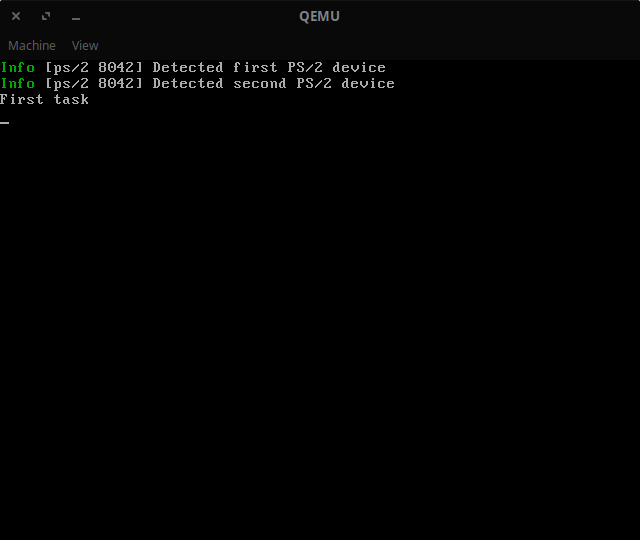 QEMU
Machine View
Info [ps/2 8042] Detected first PS/2 device
Info [ps/2 8042] Detected second PS/2 device
First task